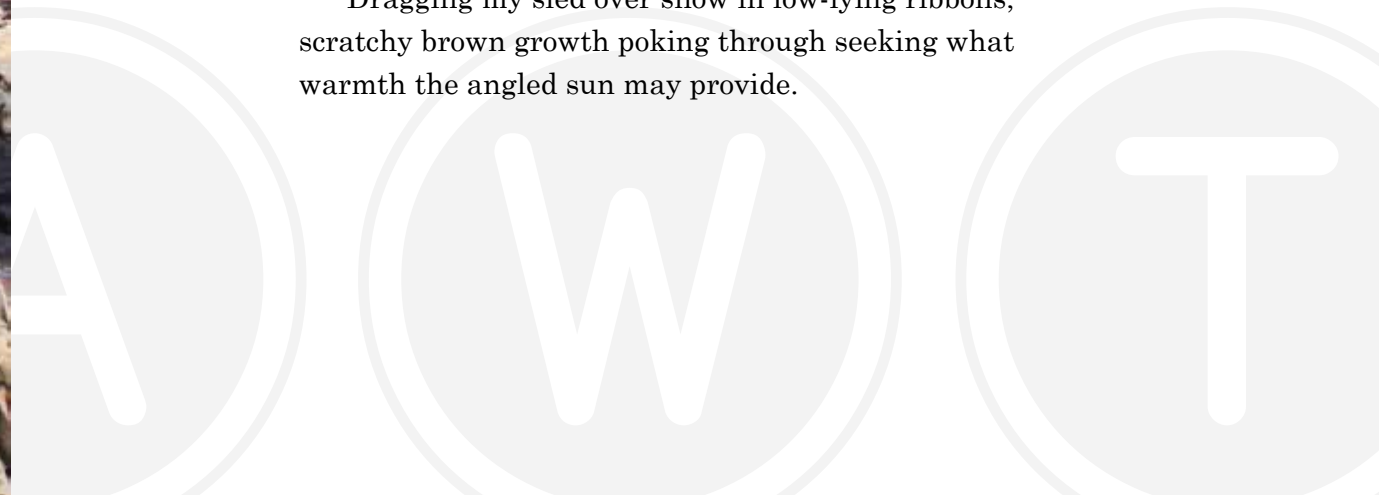 Dragging my sled over snow in low-lying ribbons,
scratchy brown growth poking through seeking what
warmth the angled sun may provide.
A W T